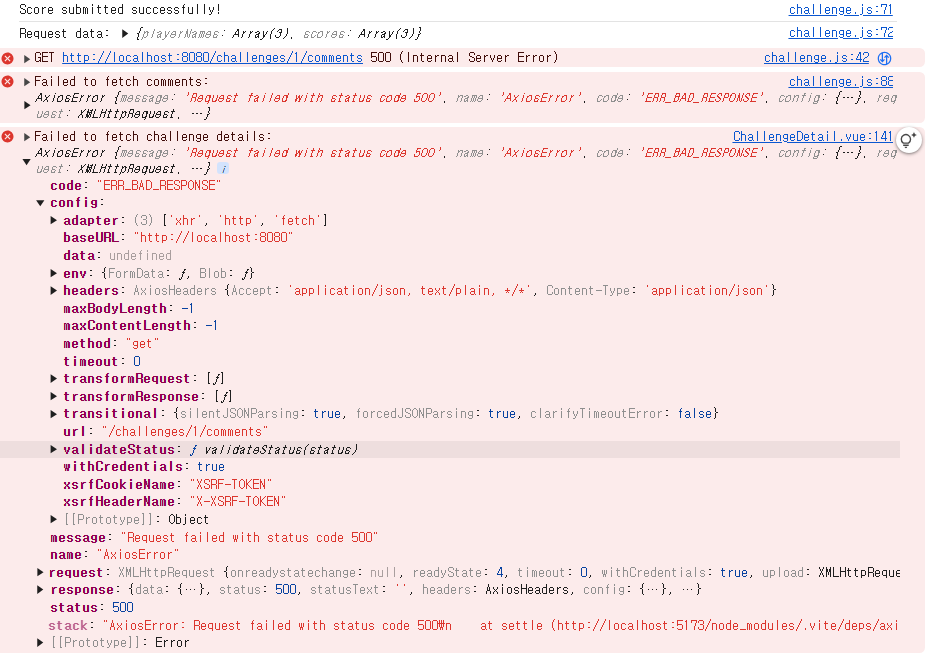 Score submitted successfully! challenge.js:71
Request data: ▶ {playerNames: Array(3), scores: Array(3)} challenge.js:72
▶ GET http://localhost:8080/challenges/1/comments 500 (Internal Server Error) challenge.js:42
▶ Failed to fetch comments: challenge.js:88
▶ AxiosError {message: 'Request failed with status code 500', name: 'AxiosError', code: 'ERR_BAD_RESPONSE', config: {…}, req
uest: XMLHttpRequest, …}
▶ Failed to fetch challenge details: ChallengeDetail.vue:141
▼ AxiosError {message: 'Request failed with status code 500', name: 'AxiosError', code: 'ERR_BAD_RESPONSE', config: {…}, req
uest: XMLHttpRequest, …} i
code: "ERR_BAD_RESPONSE"
▼ config:
▶ adapter: (3) ['xhr', 'http', 'fetch']
baseURL: "http://localhost:8080"
data: undefined
▶ env: {FormData: ƒ, Blob: ƒ}
▶ headers: AxiosHeaders {Accept: 'application/json, text/plain, */*', Content-Type: 'application/json'}
maxBodyLength: -1
maxContentLength: -1
method: "get"
timeout: 0
▶ transformRequest: [ƒ]
▶ transformResponse: [ƒ]
▶ transitional: {silentJSONParsing: true, forcedJSONParsing: true, clarifyTimeoutError: false}
url: "/challenges/1/comments"
▶ validateStatus: ƒ validateStatus(status)
withCredentials: true
xsrfCookieName: "XSRF-TOKEN"
xsrfHeaderName: "X-XSRF-TOKEN"
▶ [[Prototype]]: Object
message: "Request failed with status code 500"
name: "AxiosError"
▶ request: XMLHttpRequest {onreadystatechange: null, readyState: 4, timeout: 0, withCredentials: true, upload: XMLHttpReque
▶ response: {data: {…}, status: 500, statusText: '', headers: AxiosHeaders, config: {…}, …}
status: 500
stack: "AxiosError: Request failed with status code 500₩n    at settle (http://localhost:5173/node_modules/.vite/deps/axi
▶ [[Prototype]]: Error